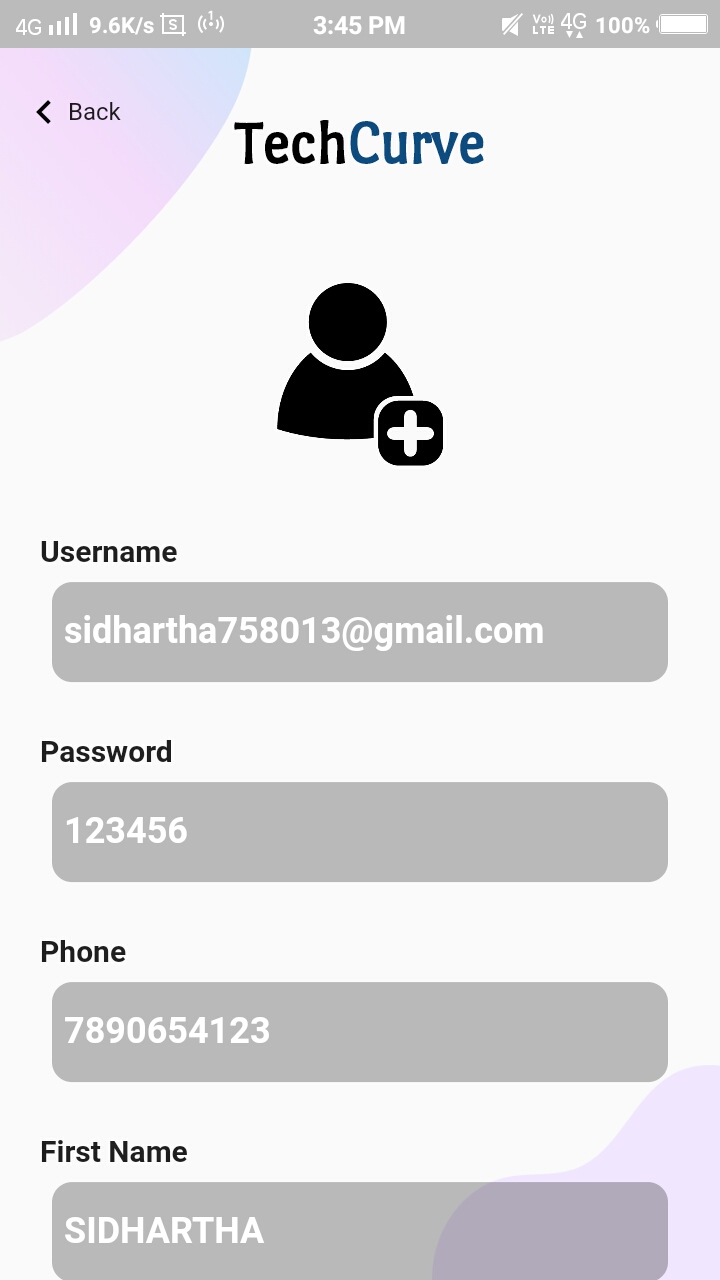 4G 9.6K/s S 1 3:45 PM Vo)) LTE 4G 100%
Back
TechCurve
Username
sidhartha758013@gmail.com
Password
123456
Phone
7890654123
First Name
SIDHARTHA